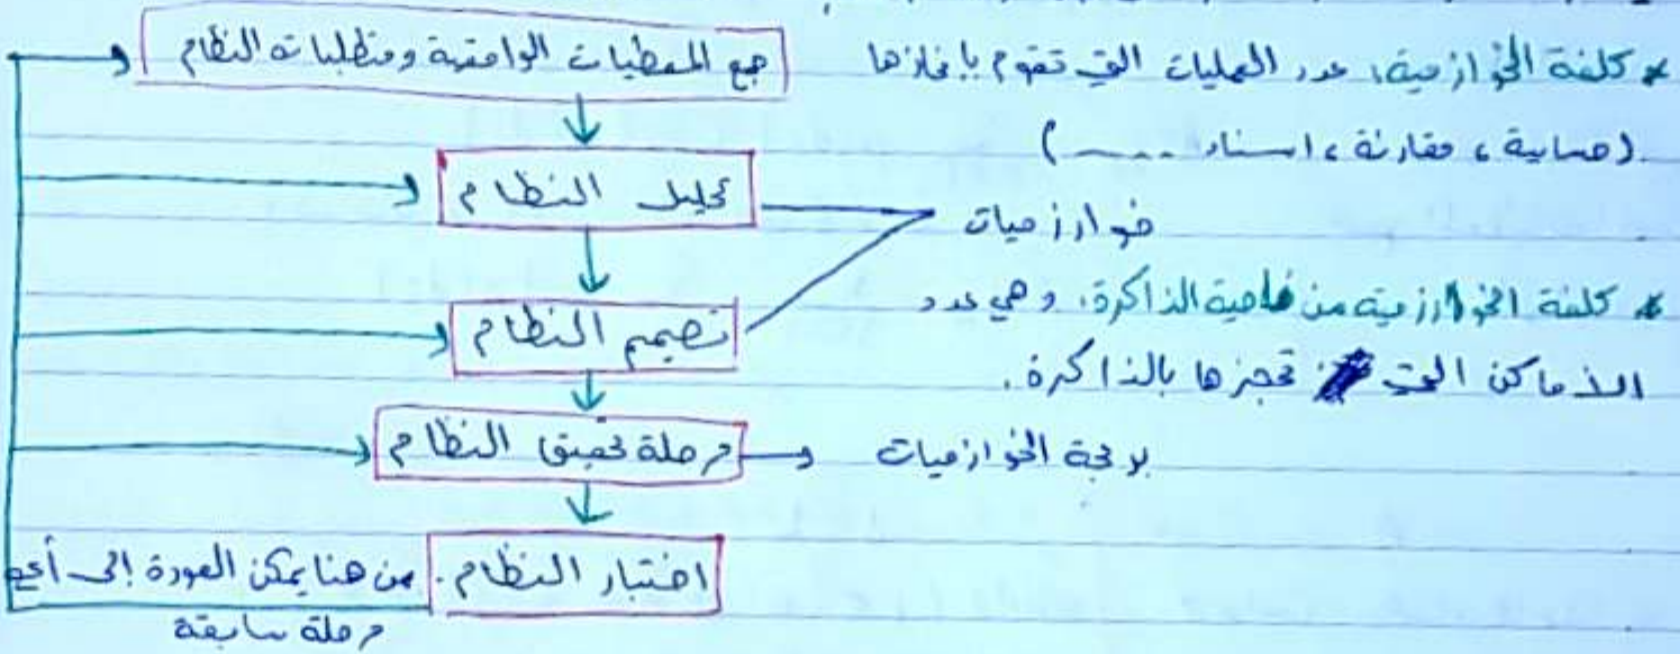 * كلفة الخوارزمية: عدد العمليات التي تقوم بإنجازها
(حسابية ، مقارنة ، اسناد ....)
خوارزميات
* كلفة الخوارزمية من ناحية الذاكرة: وهي عدد
الأماكن التي تحجزها بالذاكرة.
برمجة الخوارزميات
جمع المعطيات الواقعية ومتطلبات النظام
تحليل النظام
تصميم النظام
مرحلة تحقيق النظام
اختبار النظام.
من هنا يمكن العودة إلى أي
مرحلة سابقة